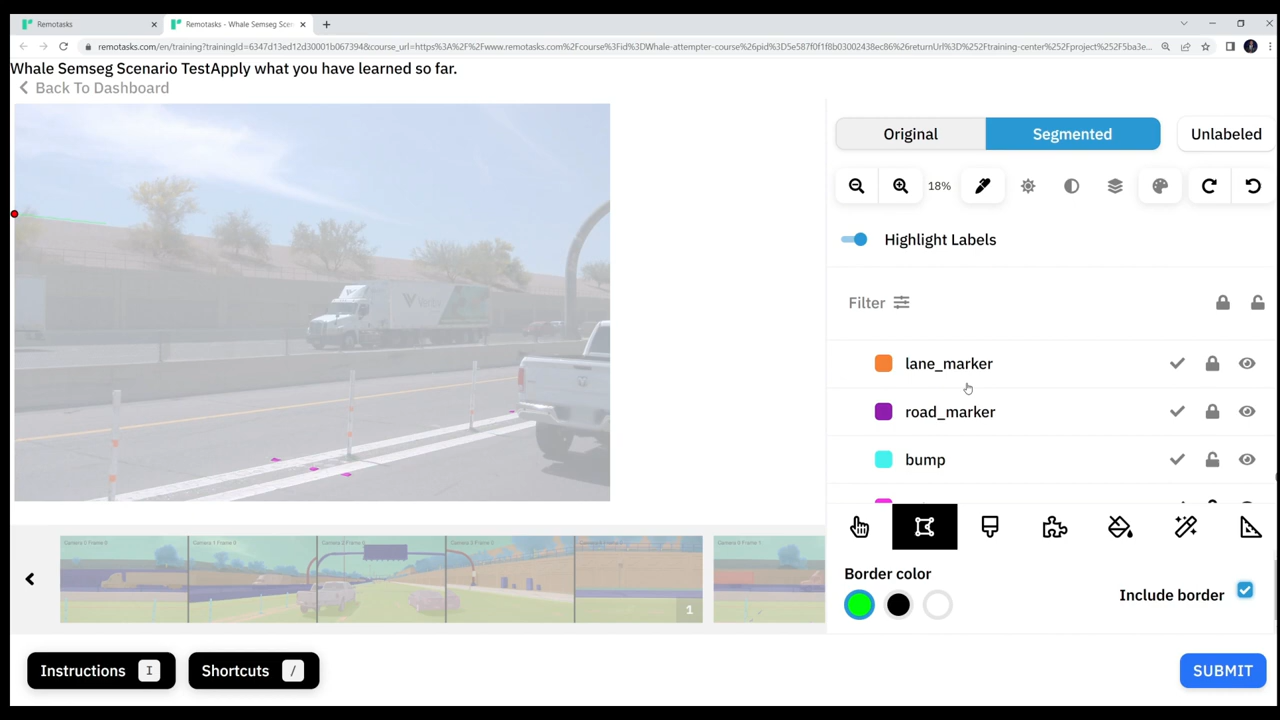 Remotasks
Remotasks - Whale Semseg Scen
remotasks.com/en/training?trainingId=6347d13ed12d30001b067394&course_url=https%3A%2F%2Fwww.remotasks.com%2Fcourse%3Fid%3DWhale-attempter-course%26pid%3D5e587f0f1f8b03002438ec86%26returnUrl%3D%252Ftraining-center%252Fproject%252F5ba3e...
Whale Semseg Scenario TestApply what you have learned so far.
Back To Dashboard
Original
Segmented
Unlabeled
18%
Highlight Labels
Filter
lane_marker
road_marker
bump
Border color
Include border
1
Instructions I
Shortcuts /
SUBMIT